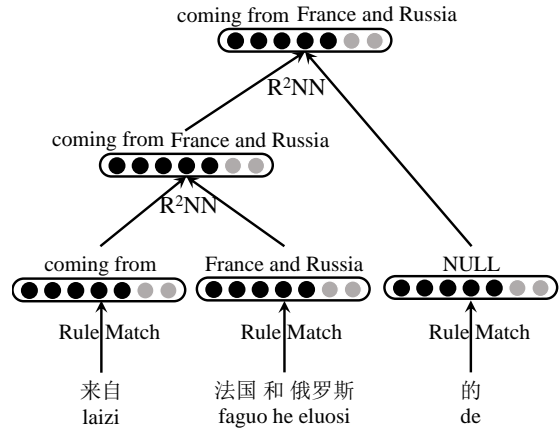 coming from France and Russia
R²NN
coming from France and Russia
R²NN
coming from France and Russia NULL
Rule Match Rule Match Rule Match
来自 法国 和 俄罗斯 的
laizi faguo he eluosi de